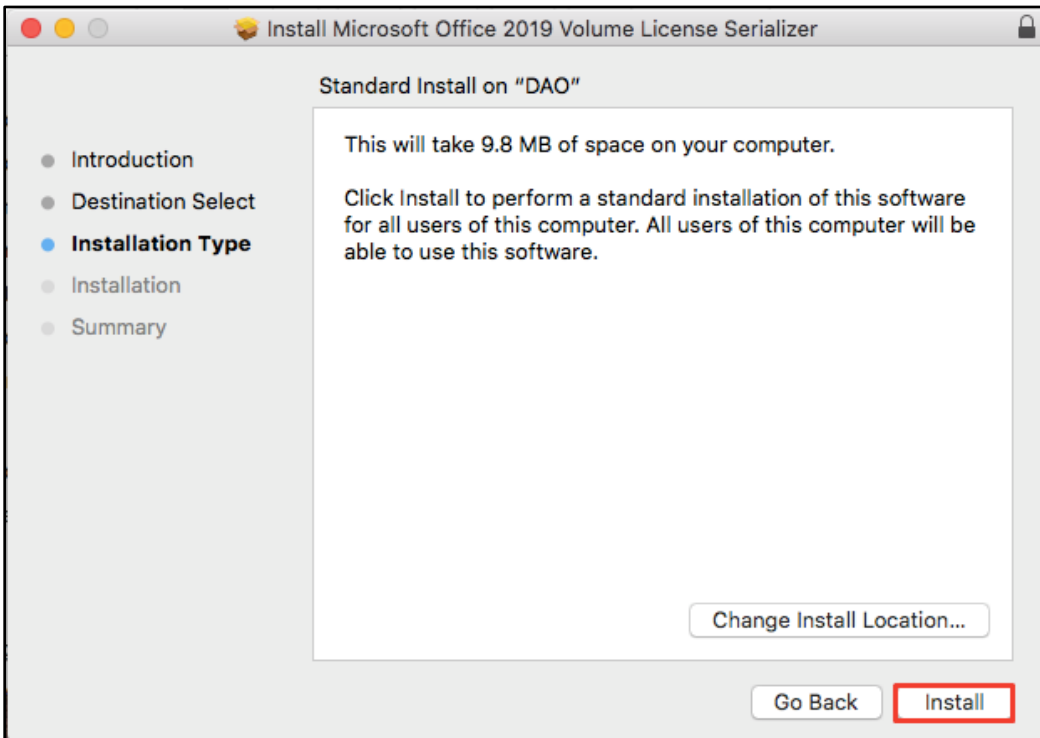 Install Microsoft Office 2019 Volume License Serializer
Standard Install on “DAO”
Introduction
Destination Select
Installation Type
Installation
Summary
This will take 9.8 MB of space on your computer.
Click Install to perform a standard installation of this software
for all users of this computer. All users of this computer will be
able to use this software.
Change Install Location...
Go Back
Install